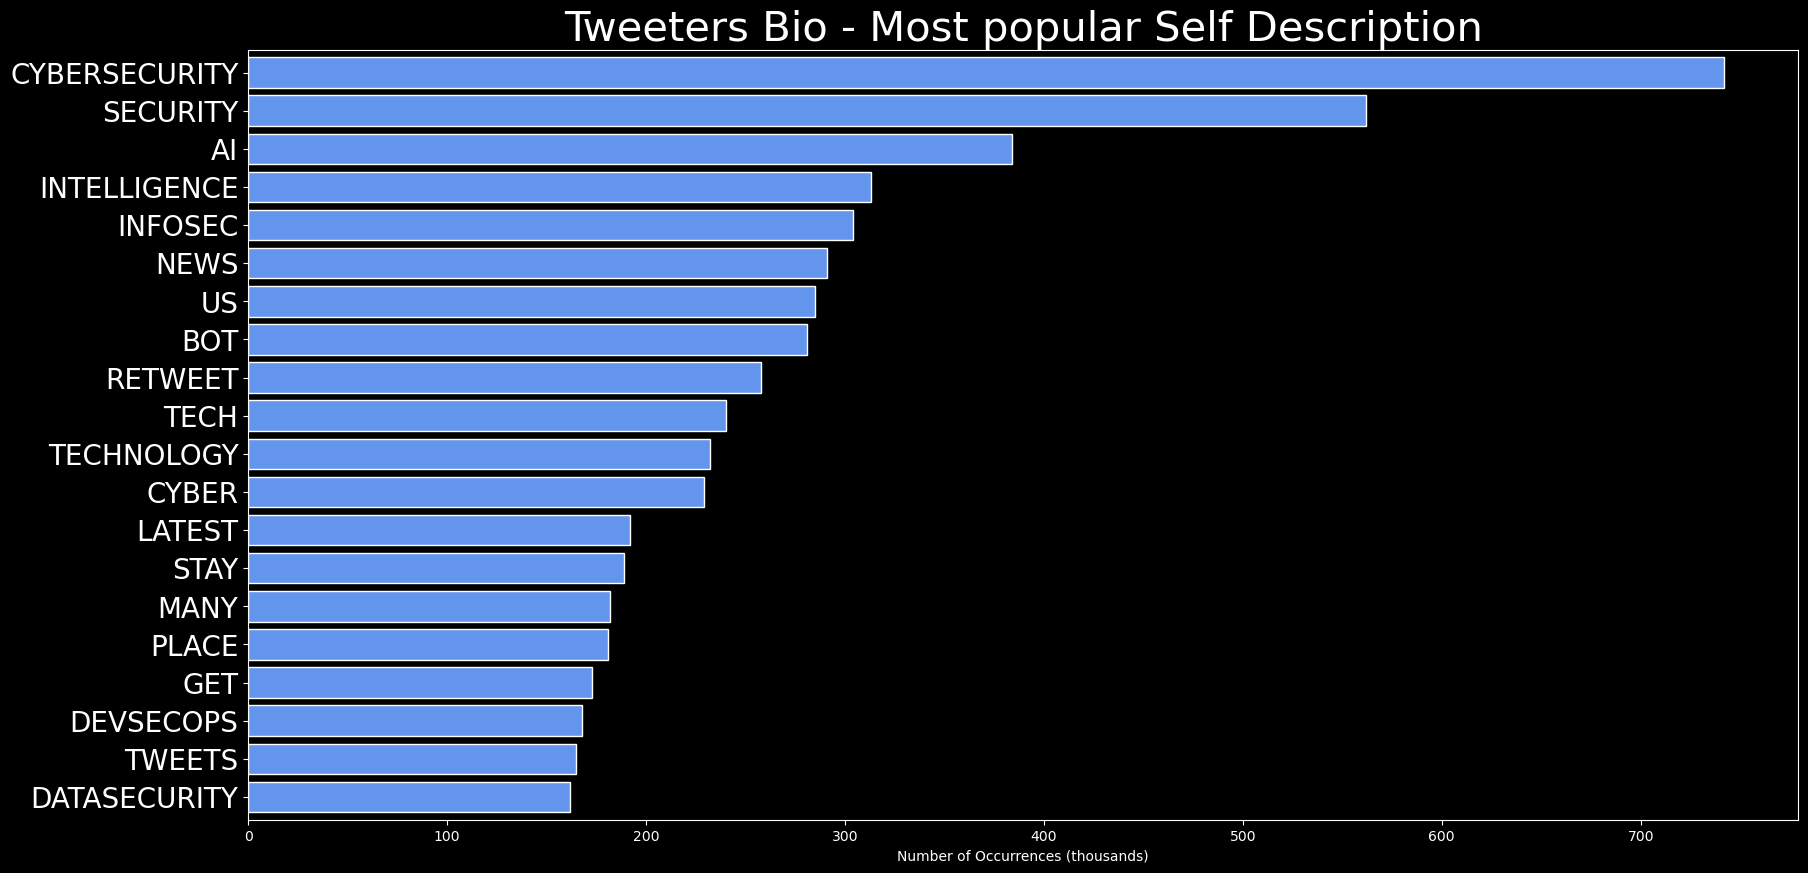 Tweeters Bio - Most popular Self Description
CYBERSECURITY
SECURITY
AI
INTELLIGENCE
INFOSEC
NEWS
US
BOT
RETWEET
TECH
TECHNOLOGY
CYBER
LATEST
STAY
MANY
PLACE
GET
DEVSECOPS
TWEETS
DATASECURITY
0 100 200 300 400 500 600 700
Number of Occurrences (thousands)